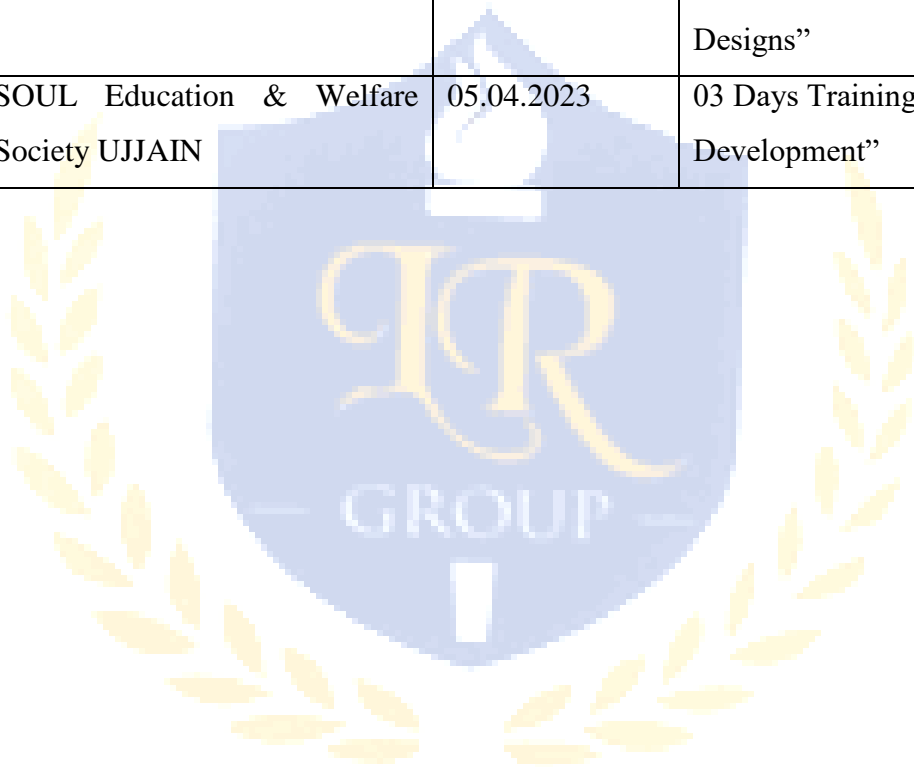 Designs”
SOUL Education & Welfare 05.04.2023 03 Days Training
Society UJJAIN Development”
GROUP